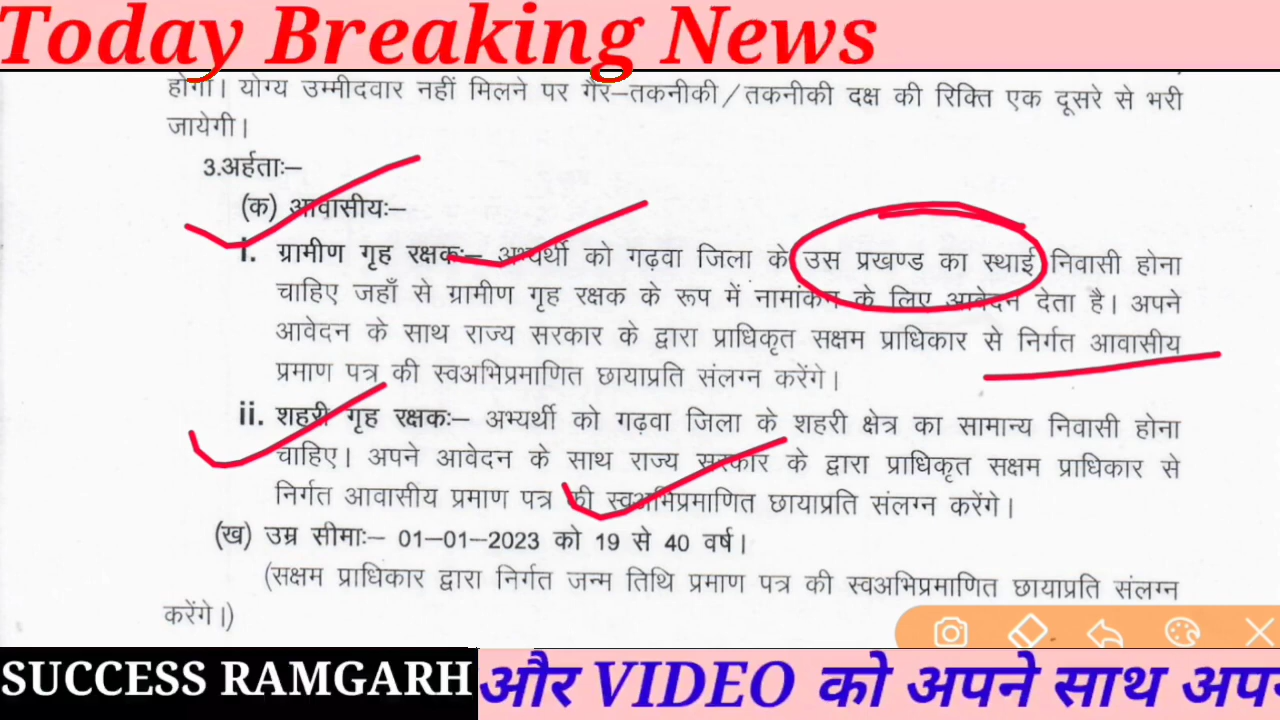 Today Breaking News
होगी। योग्य उम्मीदवार नहीं मिलने पर गैर–तकनीकी/तकनीकी दक्ष की रिक्ति एक दूसरे से भरी
जायेगी।
3.अर्हताः–
(क) आवासीयः–
i. ग्रामीण गृह रक्षकः– अभ्यर्थी को गढ़वा जिला के उस प्रखण्ड का स्थाई निवासी होना
चाहिए जहाँ से ग्रामीण गृह रक्षक के रूप में नामांकन के लिए आवेदन देता है। अपने
आवेदन के साथ राज्य सरकार के द्वारा प्राधिकृत सक्षम प्राधिकार से निर्गत आवासीय
प्रमाण पत्र की स्वअभिप्रमाणित छायाप्रति संलग्न करेंगे।
ii. शहरी गृह रक्षकः– अभ्यर्थी को गढ़वा जिला के शहरी क्षेत्र का सामान्य निवासी होना
चाहिए। अपने आवेदन के साथ राज्य सरकार के द्वारा प्राधिकृत सक्षम प्राधिकार से
निर्गत आवासीय प्रमाण पत्र की स्वअभिप्रमाणित छायाप्रति संलग्न करेंगे।
(ख) उम्र सीमाः– 01–01–2023 को 19 से 40 वर्ष।
(सक्षम प्राधिकार द्वारा निर्गत जन्म तिथि प्रमाण पत्र की स्वअभिप्रमाणित छायाप्रति संलग्न
करेंगे।)
SUCCESS RAMGARH और VIDEO को अपने साथ अप